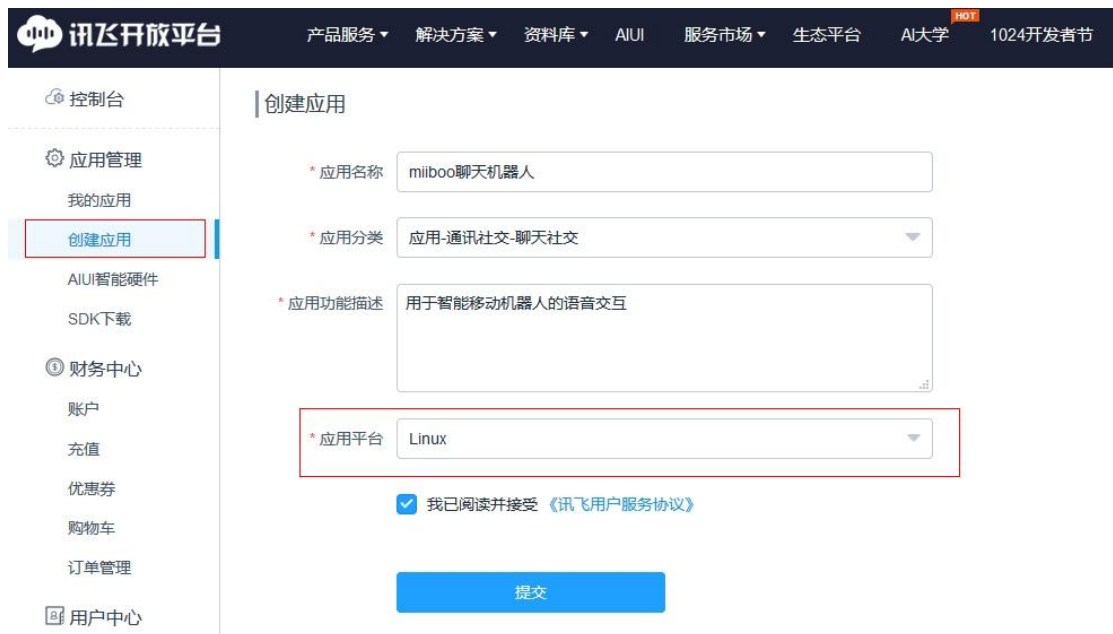 讯飞开放平台 产品服务 解决方案 资料库 AIUI 服务市场 生态平台 AI大学 HOT 1024开发者节
控制台
应用管理
我的应用
创建应用
AIUI智能硬件
SDK下载
财务中心
账户
充值
优惠券
购物车
订单管理
用户中心
创建应用
* 应用名称 miiboo聊天机器人
* 应用分类 应用-通讯社交-聊天社交
* 应用功能描述 用于智能移动机器人的语音交互
* 应用平台 Linux
我已阅读并接受 《讯飞用户服务协议》
提交